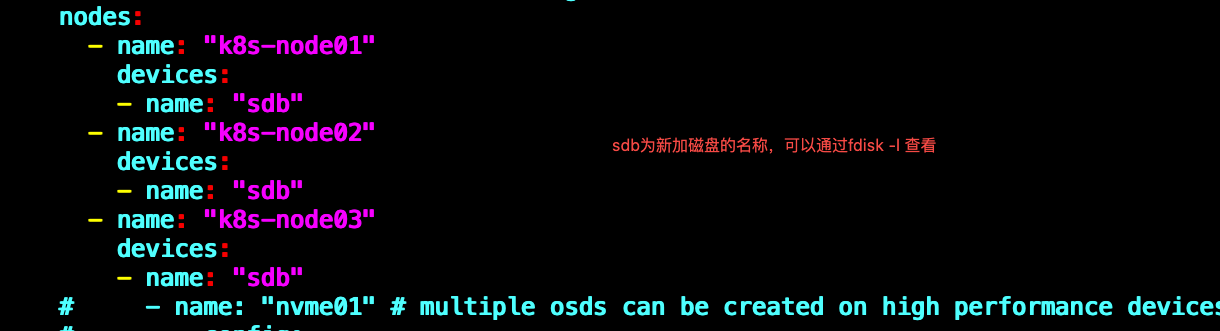 nodes:
- name: "k8s-node01"
devices:
- name: "sdb"
- name: "k8s-node02"
sdb为新加磁盘的名称，可以通过fdisk -l 查看
devices:
- name: "sdb"
- name: "k8s-node03"
devices:
- name: "sdb"
# - name: "nvme01" # multiple osds can be created on high performance devices